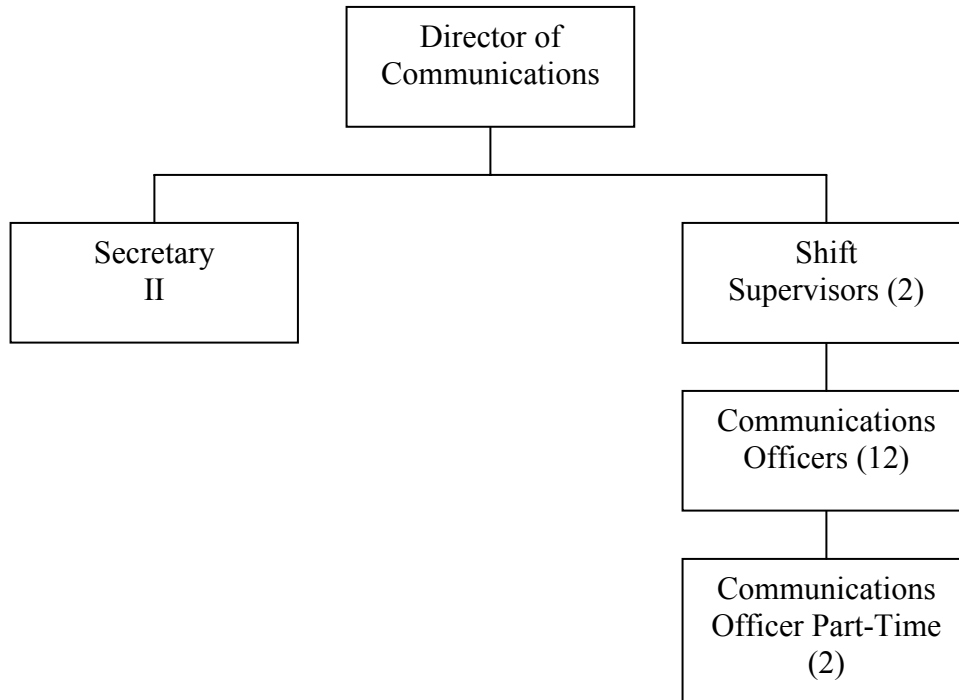 Director of
Communications
Secretary
II
Shift
Supervisors (2)
Communications
Officers (12)
Communications
Officer Part-Time
(2)